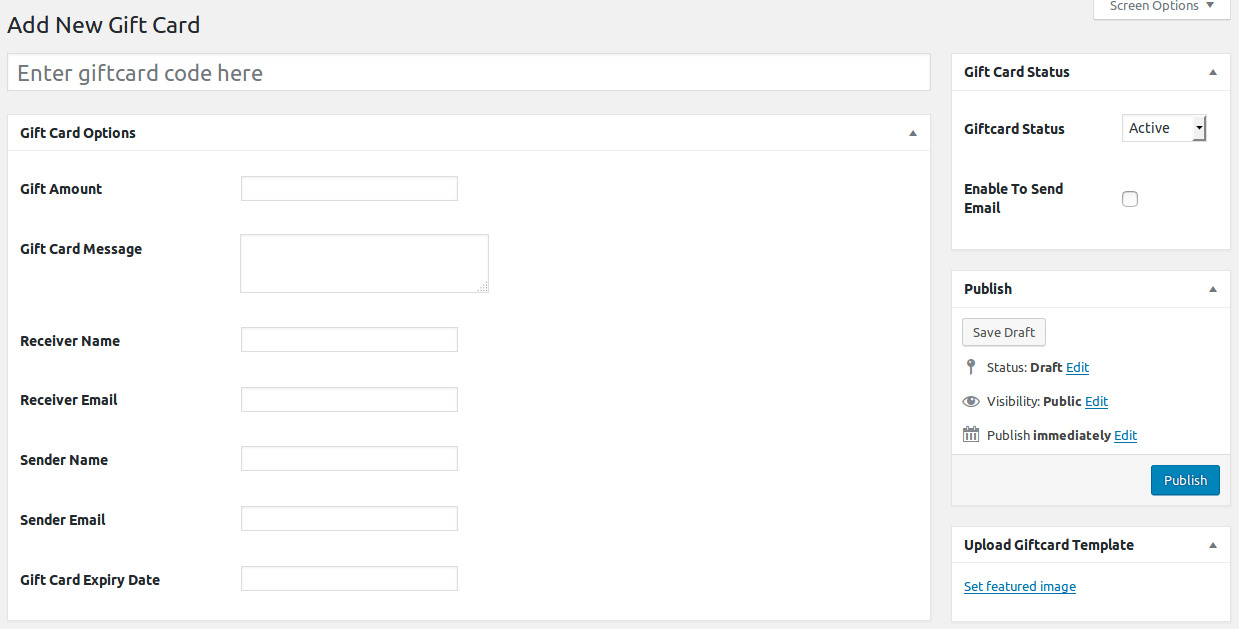 Screen Options
Add New Gift Card
Enter giftcard code here
Gift Card Options
Gift Amount
Gift Card Message
Receiver Name
Receiver Email
Sender Name
Sender Email
Gift Card Expiry Date
Gift Card Status
Giftcard Status
Active
Enable To Send
Email
Publish
Save Draft
Status: Draft Edit
Visibility: Public Edit
Publish immediately Edit
Publish
Upload Giftcard Template
Set featured image